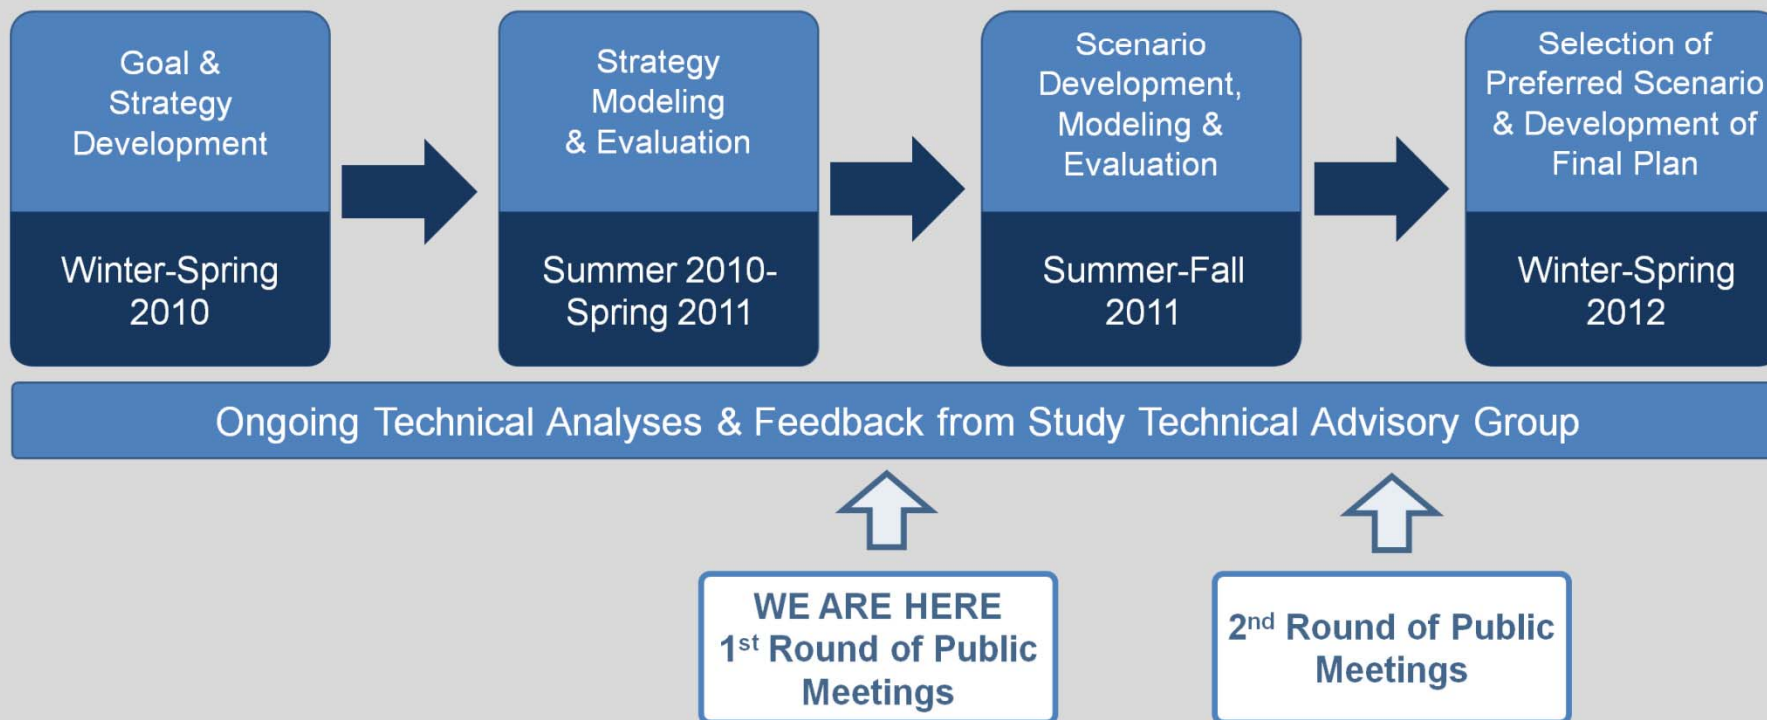 Goal &
Strategy
Development
Winter-Spring
2010
Strategy
Modeling
& Evaluation
Summer 2010-
Spring 2011
Scenario
Development,
Modeling &
Evaluation
Summer-Fall
2011
Selection of
Preferred Scenario
& Development of
Final Plan
Winter-Spring
2012
Ongoing Technical Analyses & Feedback from Study Technical Advisory Group
WE ARE HERE
1st Round of Public
Meetings
2nd Round of Public
Meetings